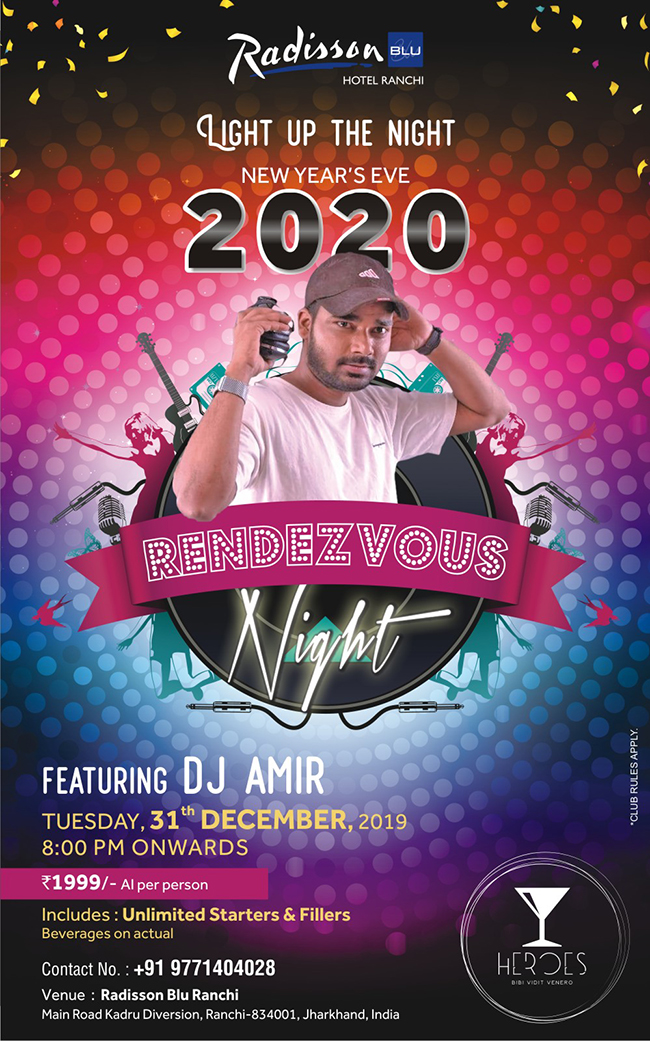 Radisson BLU
HOTEL RANCHI
LIGHT UP THE NIGHT
NEW YEAR'S EVE
2020
RENDEZVOUS
Night
FEATURING DJ AMIR
TUESDAY, 31th DECEMBER, 2019
8:00 PM ONWARDS
₹1999/- AI per person
Includes : Unlimited Starters & Fillers
Beverages on actual
Contact No. : +91 9771404028
Venue : Radisson Blu Ranchi
Main Road Kadru Diversion, Ranchi-834001, Jharkhand, India
*CLUB RULES APPLY.
HEROES
BIBI VIDIT VENERO